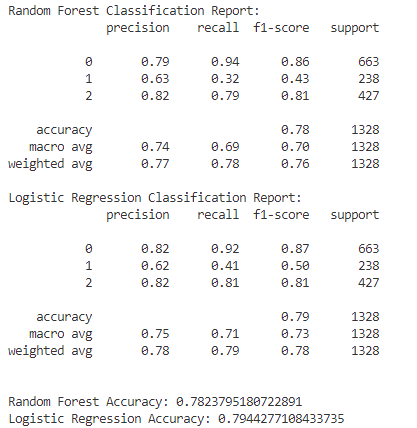 Random Forest Classification Report:
precision recall f1-score support
0 0.79 0.94 0.86 663
1 0.63 0.32 0.43 238
2 0.82 0.79 0.81 427
accuracy 0.78 1328
macro avg 0.74 0.69 0.70 1328
weighted avg 0.77 0.78 0.76 1328
Logistic Regression Classification Report:
precision recall f1-score support
0 0.82 0.92 0.87 663
1 0.62 0.41 0.50 238
2 0.82 0.81 0.81 427
accuracy 0.79 1328
macro avg 0.75 0.71 0.73 1328
weighted avg 0.78 0.79 0.78 1328
Random Forest Accuracy: 0.7823795180722891
Logistic Regression Accuracy: 0.7944277108433735